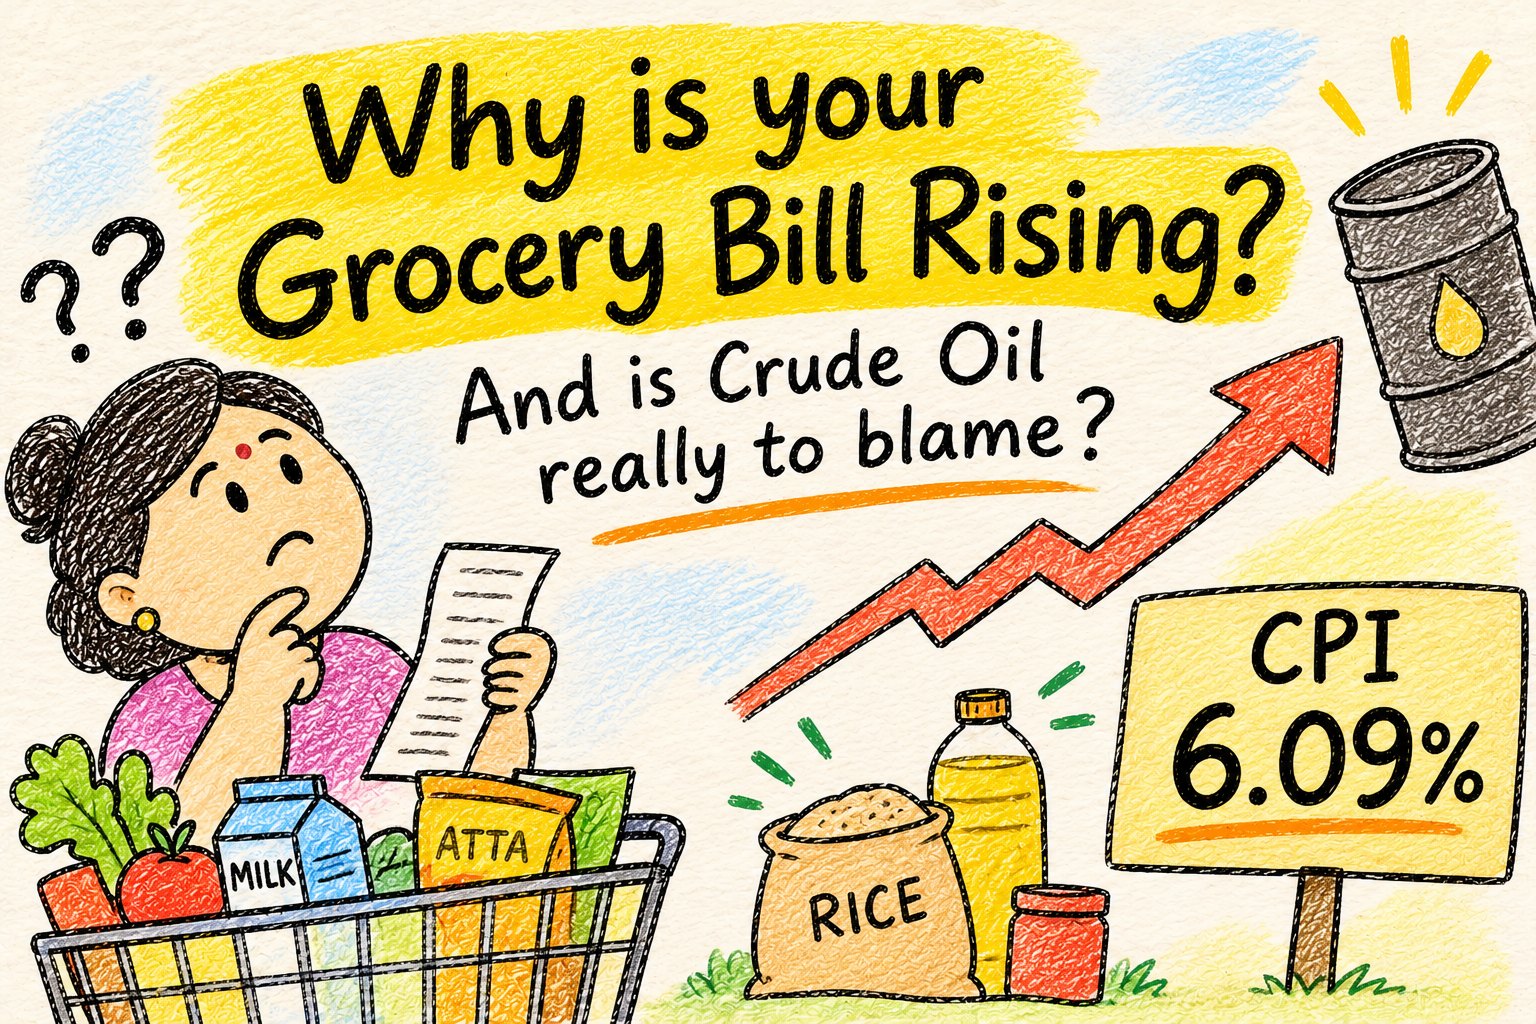 Why is your
Grocery Bill Rising?
And is Crude Oil
really to blame?
??
CPI
6.09%
MILK
ATTA
RICE